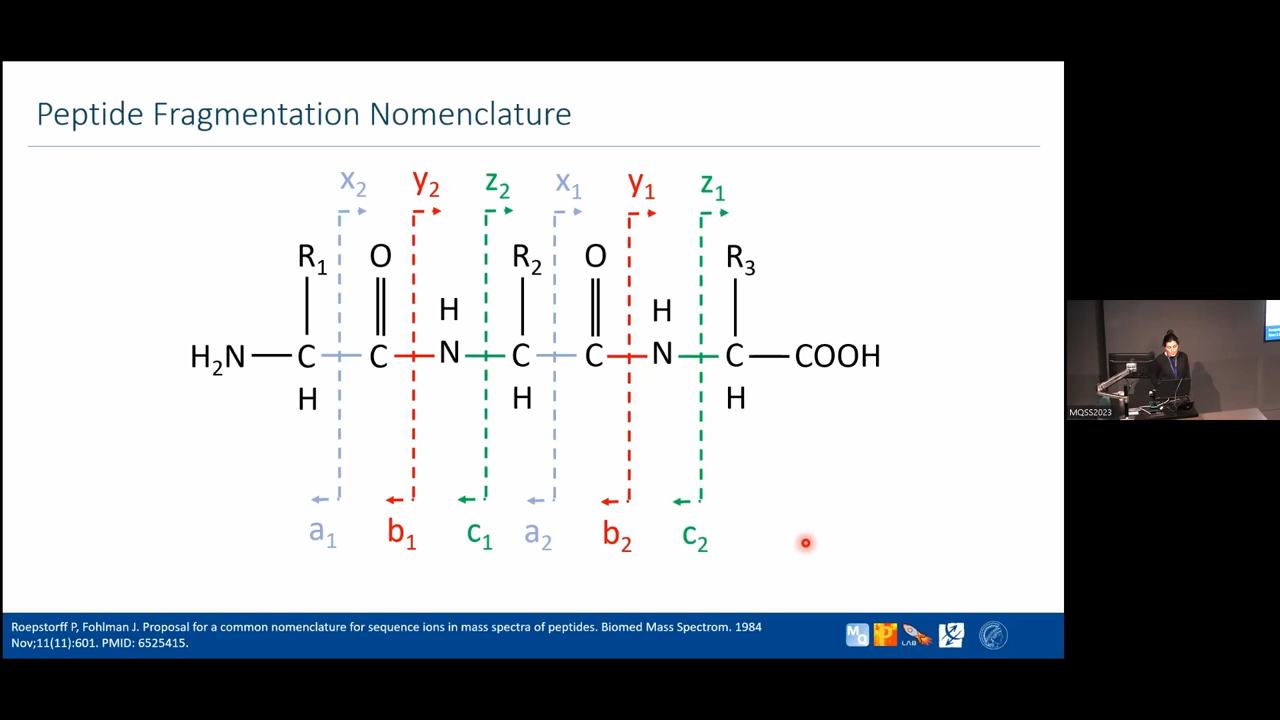 Peptide Fragmentation Nomenclature
x2 y2 z2 x1 y1 z1
R1 O R2 O R3
H H
H2N C C N C C N C COOH
H H H
a1 b1 c1 a2 b2 c2
MQSS2023
Roepstorff P, Fohlman J. Proposal for a common nomenclature for sequence ions in mass spectra of peptides. Biomed Mass Spectrom. 1984
Nov;11(11):601. PMID: 6525415.
MQ P LAB